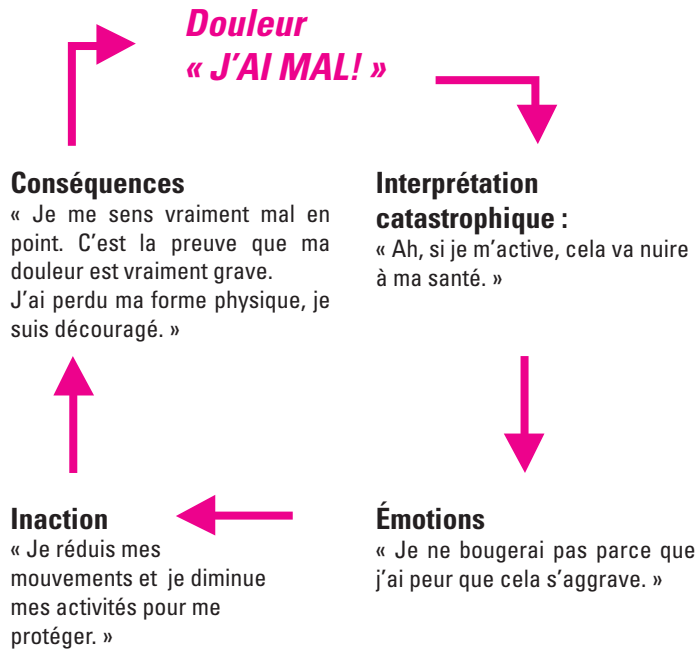 Douleur
« J’AI MAL! »
Interprétation
catastrophique :
« Ah, si je m’active, cela va nuire
à ma santé. »
Émotions
« Je ne bougerai pas parce que
j’ai peur que cela s’aggrave. »
Inaction
« Je réduis mes
mouvements et je diminue
mes activités pour me
protéger. »
Conséquences
« Je me sens vraiment mal en
point. C’est la preuve que ma
douleur est vraiment grave.
J’ai perdu ma forme physique, je
suis découragé. »